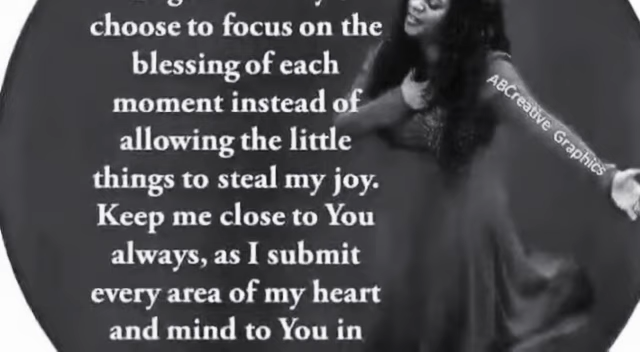 choose to focus on the
blessing of each
moment instead of
allowing the little
things to steal my joy.
Keep me close to You
always, as I submit
every area of my heart
and mind to You in
ABCreative Graphics